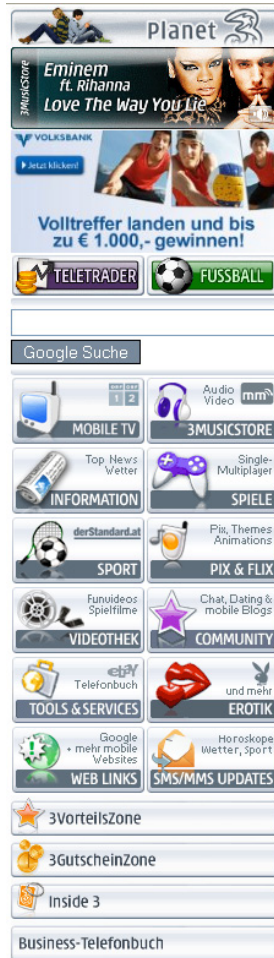 Planet 3
3MusicStore
Eminem
ft. Rihanna
Love The Way You Lie
VOLKSBANK
Jetzt klicken!
Volltreffer landen und bis
zu € 1.000,- gewinnen!
TELETRADER
FUSSBALL
Google Suche
ORF ORF
1 2
MOBILE TV
Audio
Video
mm
3MUSICSTORE
Top News
Wetter
INFORMATION
Single-
Multiplayer
SPIELE
derStandard.at
SPORT
Pix, Themes
Animations
PIX & FLIX
Funvideos
Spielfilme
VIDEOTHEK
Chat, Dating &
mobile Blogs
COMMUNITY
ebY
Telefonbuch
TOOLS & SERVICES
und mehr
EROTIK
Google
+ mehr mobile
Websites
WEB LINKS
Horoskope
Wetter, Sport
SMS/MMS UPDATES
3VorteilsZone
3GutscheinZone
Inside 3
Business-Telefonbuch